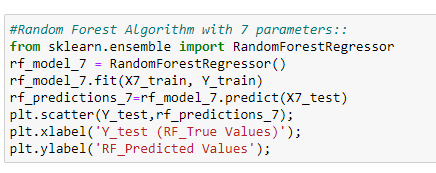 #Random Forest Algorithm with 7 parameters::
from sklearn.ensemble import RandomForestRegressor
rf_model_7 = RandomForestRegressor()
rf_model_7.fit(X7_train, Y_train)
rf_predictions_7=rf_model_7.predict(X7_test)
plt.scatter(Y_test,rf_predictions_7);
plt.xlabel('Y_test (RF_True Values)');
plt.ylabel('RF_Predicted Values');